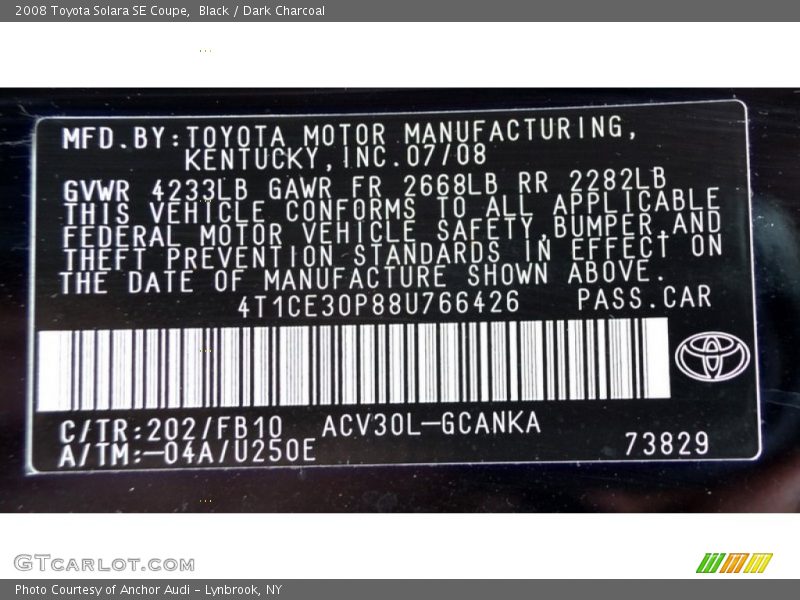 2008 Toyota Solara SE Coupe,  Black / Dark Charcoal
MFD.BY:TOYOTA MOTOR MANUFACTURING,
KENTUCKY,INC.07/08
GVWR 4233LB GAWR FR 2668LB RR 2282LB
THIS VEHICLE CONFORMS TO ALL APPLICABLE
FEDERAL MOTOR VEHICLE SAFETY,BUMPER,AND
THEFT PREVENTION STANDARDS IN EFFECT ON
THE DATE OF MANUFACTURE SHOWN ABOVE.
4T1CE30P88U766426 PASS.CAR
C/TR:202/FB10 ACV30L-GCANKA
A/TM:-04A/U250E 73829
GTCARLOT.COM
Photo Courtesy of Anchor Audi - Lynbrook, NY